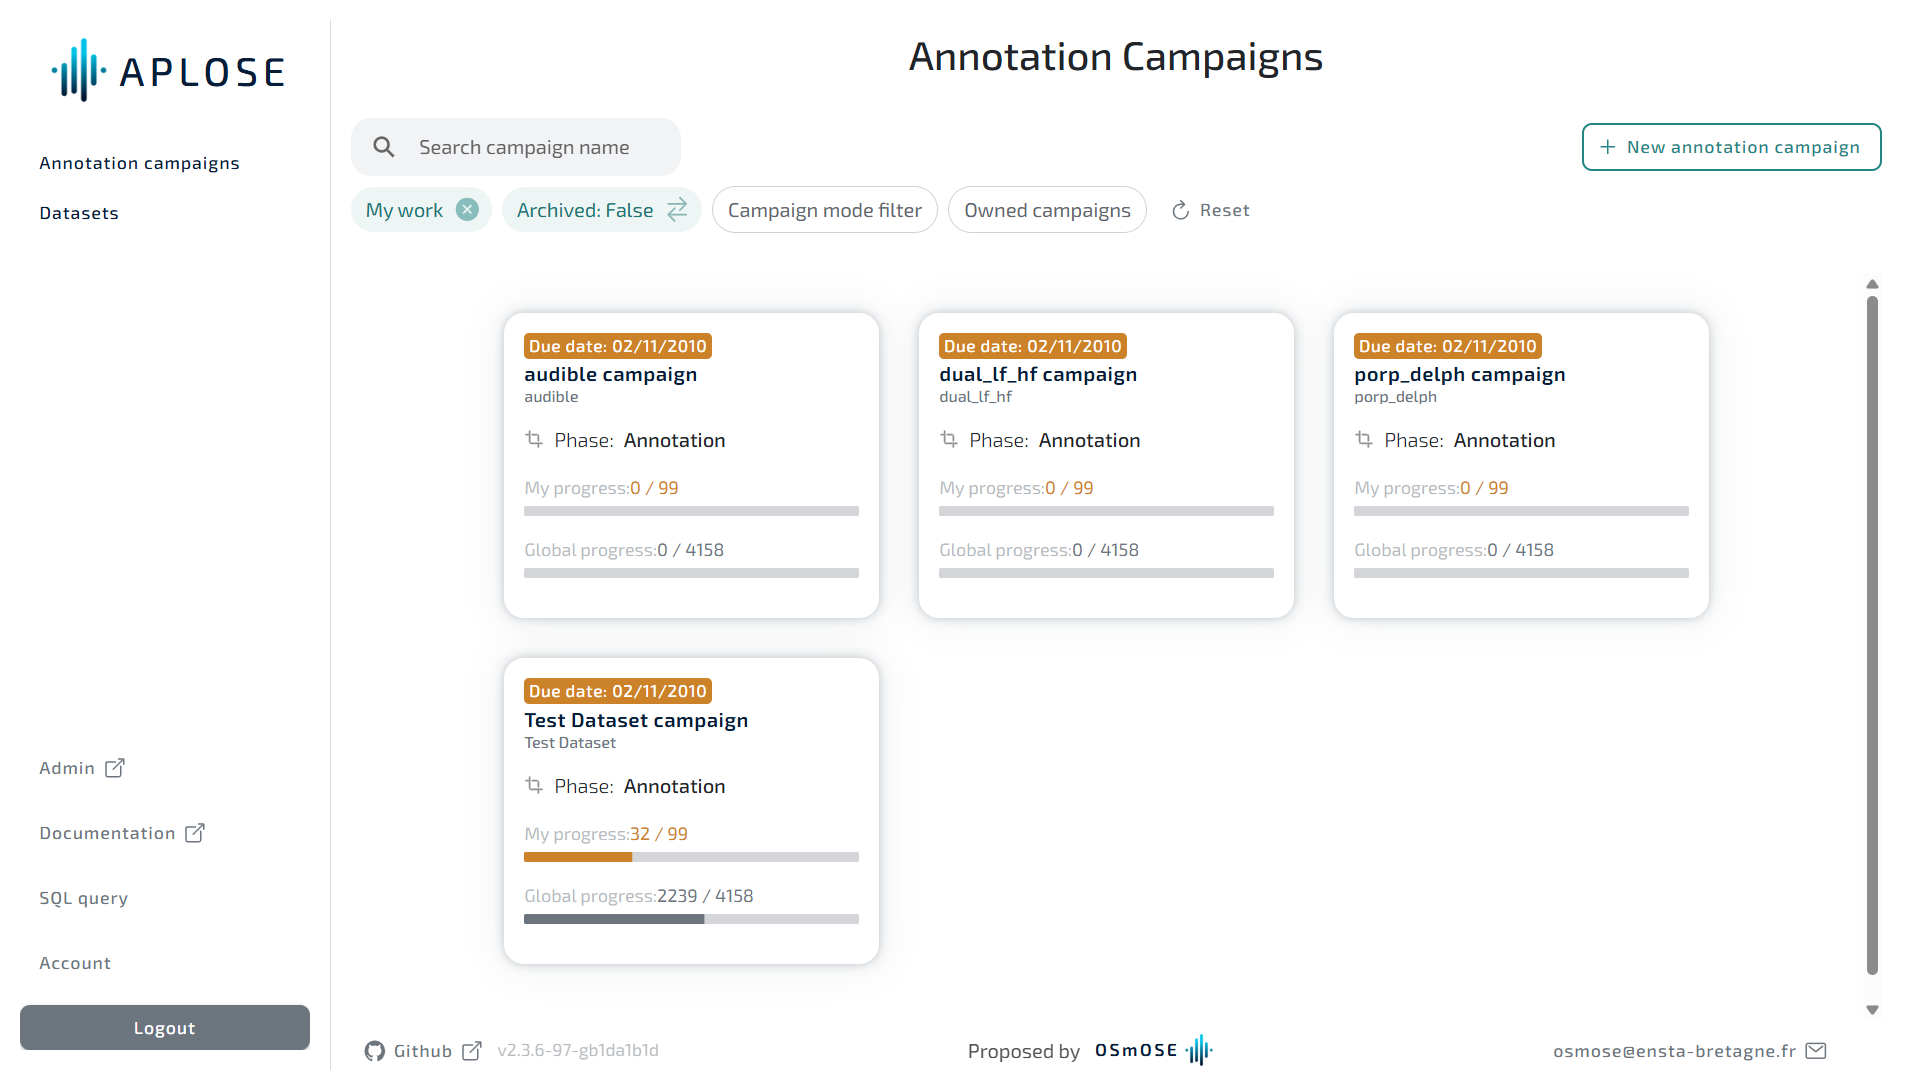 APLOSE
Annotation campaigns
Datasets
Admin
Documentation
SQL query
Account
Logout
Annotation Campaigns
Search campaign name
New annotation campaign
My work
Archived: False
Campaign mode filter
Owned campaigns
Reset
Due date: 02/11/2010
audible campaign
audible
Phase: Annotation
My progress:0 / 99
Global progress:0 / 4158
Due date: 02/11/2010
dual_lf_hf campaign
dual_lf_hf
Phase: Annotation
My progress:0 / 99
Global progress:0 / 4158
Due date: 02/11/2010
porp_delph campaign
porp_delph
Phase: Annotation
My progress:0 / 99
Global progress:0 / 4158
Due date: 02/11/2010
Test Dataset campaign
Test Dataset
Phase: Annotation
My progress:32 / 99
Global progress:2239 / 4158
Github
v2.3.6-97-gb1da1b1d
Proposed by OSmOSE
osmose@ensta-bretagne.fr